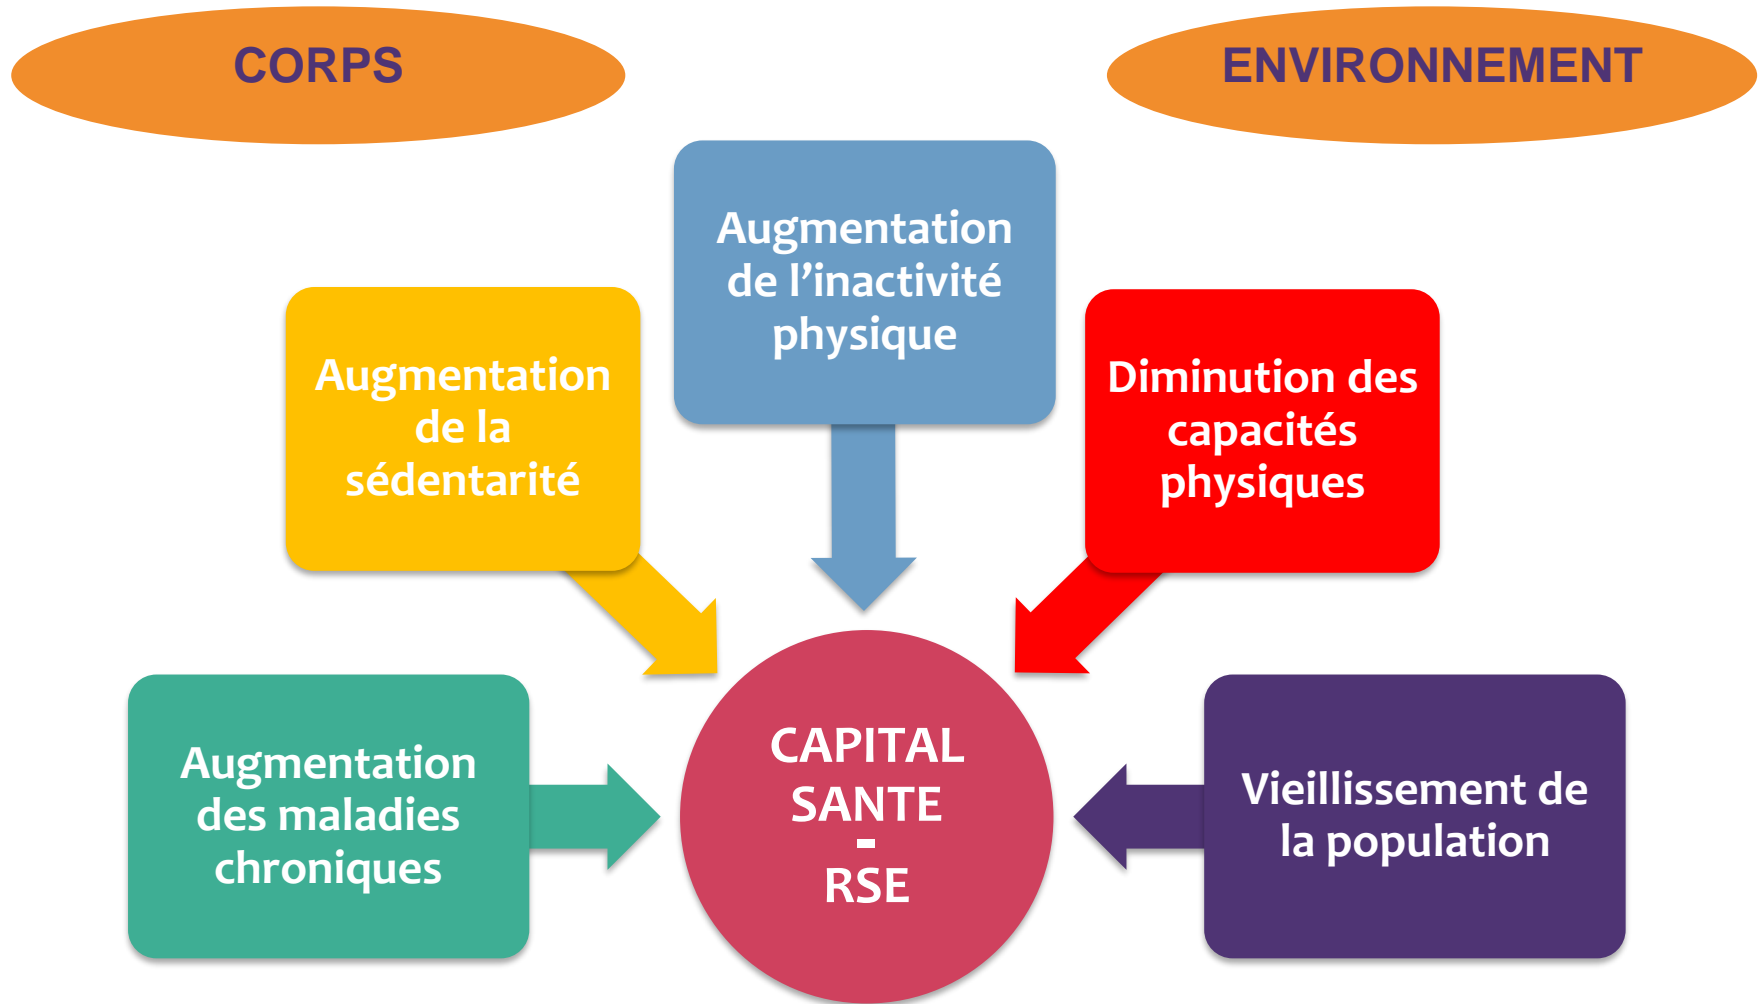 CORPS
ENVIRONNEMENT
Augmentation
de l’inactivité
physique
Augmentation
de la
sédentarité
Diminution des
capacités
physiques
Augmentation
des maladies
chroniques
CAPITAL
SANTE
-
RSE
Vieillissement de
la population